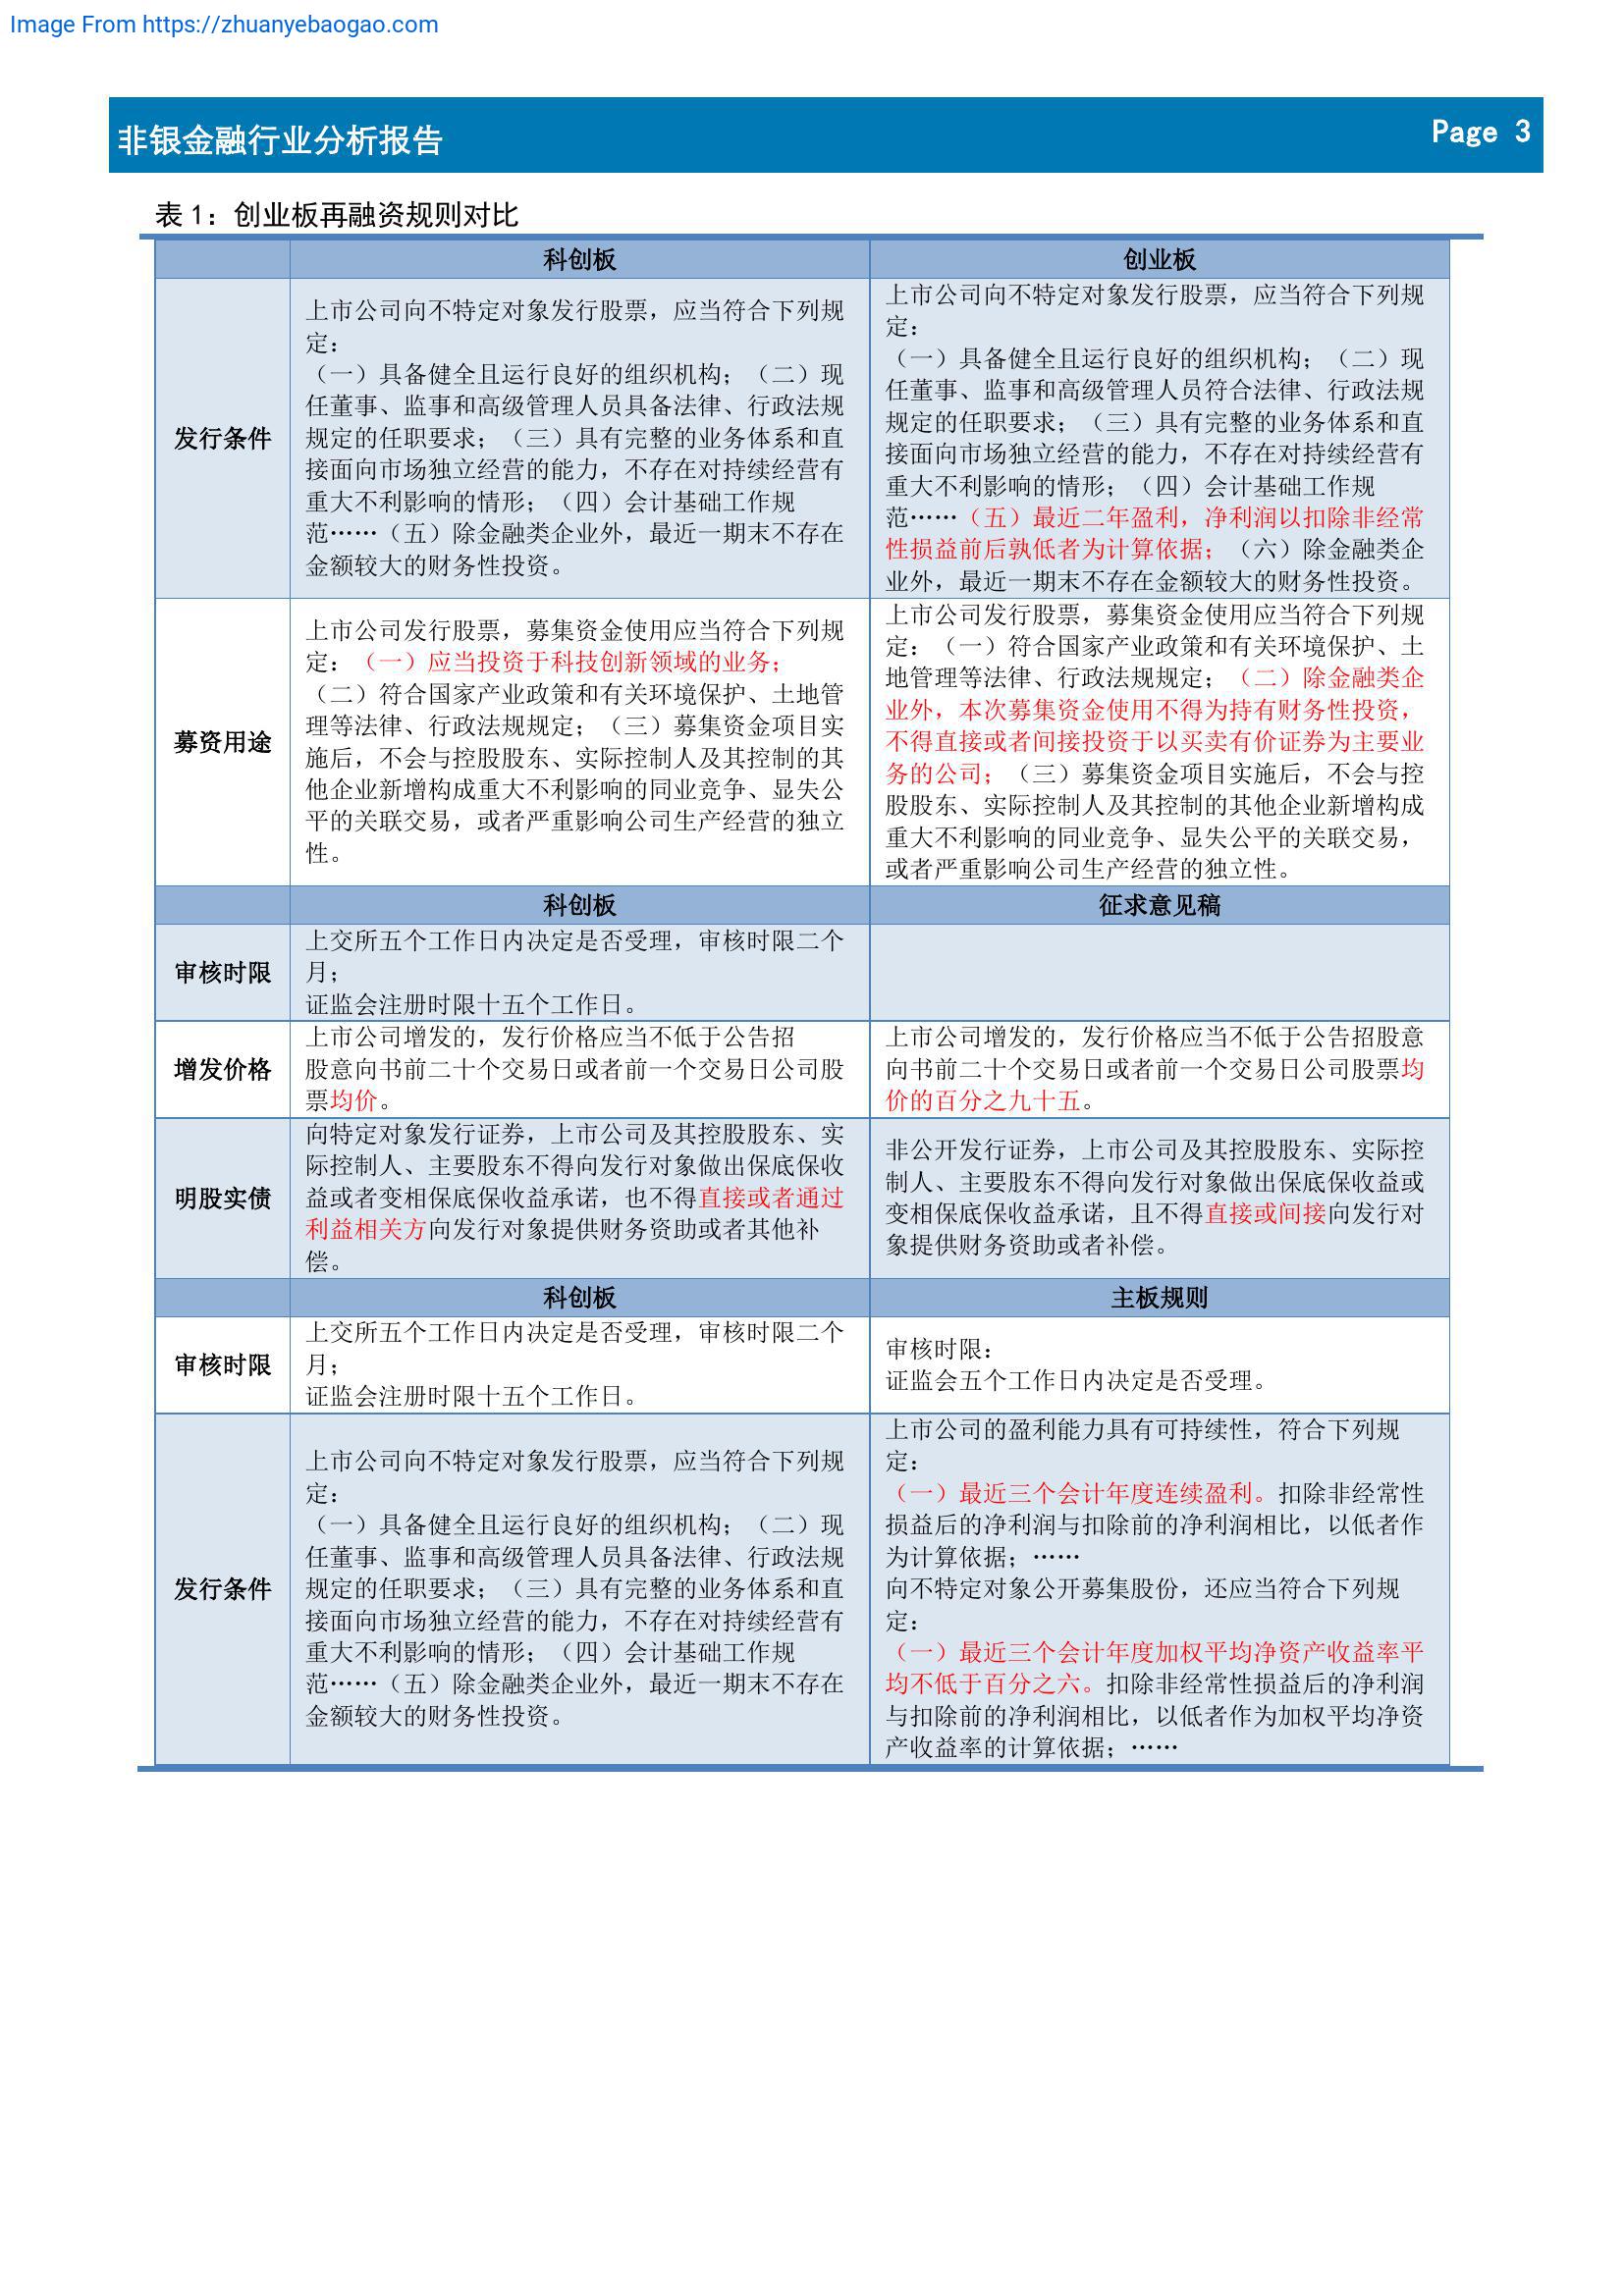 Image From https://zhuanyebaogao.com
非银金融行业分析报告
Page 3
表 1：创业板再融资规则对比
科创板
创业板
发行条件
上市公司向不特定对象发行股票，应当符合下列规
定：
（一）具备健全且运行良好的组织机构；（二）现
任董事、监事和高级管理人员具备法律、行政法规
规定的任职要求；（三）具有完整的业务体系和直
接面向市场独立经营的能力，不存在对持续经营有
重大不利影响的情形；（四）会计基础工作规
范……（五）除金融类企业外，最近一期末不存在
金额较大的财务性投资。
上市公司向不特定对象发行股票，应当符合下列规
定：
（一）具备健全且运行良好的组织机构；（二）现
任董事、监事和高级管理人员符合法律、行政法规
规定的任职要求；（三）具有完整的业务体系和直
接面向市场独立经营的能力，不存在对持续经营有
重大不利影响的情形；（四）会计基础工作规
范……（五）最近二年盈利，净利润以扣除非经常
性损益前后孰低者为计算依据；（六）除金融类企
业外，最近一期末不存在金额较大的财务性投资。
募资用途
上市公司发行股票，募集资金使用应当符合下列规
定：（一）应当投资于科技创新领域的业务；
（二）符合国家产业政策和有关环境保护、土地管
理等法律、行政法规规定；（三）募集资金项目实
施后，不会与控股股东、实际控制人及其控制的其
他企业新增构成重大不利影响的同业竞争、显失公
平的关联交易，或者严重影响公司生产经营的独立
性。
上市公司发行股票，募集资金使用应当符合下列规
定：（一）符合国家产业政策和有关环境保护、土
地管理等法律、行政法规规定；（二）除金融类企
业外，本次募集资金使用不得为持有财务性投资，
不得直接或者间接投资于以买卖有价证券为主要业
务的公司；（三）募集资金项目实施后，不会与控
股股东、实际控制人及其控制的其他企业新增构成
重大不利影响的同业竞争、显失公平的关联交易，
或者严重影响公司生产经营的独立性。
科创板
征求意见稿
审核时限
上交所五个工作日内决定是否受理，审核时限二个
月；
证监会注册时限十五个工作日。
增发价格
上市公司增发的，发行价格应当不低于公告招
股意向书前二十个交易日或者前一个交易日公司股
票均价。
上市公司增发的，发行价格应当不低于公告招股意
向书前二十个交易日或者前一个交易日公司股票均
价的百分之九十五。
明股实债
向特定对象发行证券，上市公司及其控股股东、实
际控制人、主要股东不得向发行对象做出保底保收
益或者变相保底保收益承诺，也不得直接或者通过
利益相关方向发行对象提供财务资助或者其他补
偿。
非公开发行证券，上市公司及其控股股东、实际控
制人、主要股东不得向发行对象做出保底保收益或
变相保底保收益承诺，且不得直接或间接向发行对
象提供财务资助或者补偿。
科创板
主板规则
审核时限
上交所五个工作日内决定是否受理，审核时限二个
月；
证监会注册时限十五个工作日。
审核时限：
证监会五个工作日内决定是否受理。
发行条件
上市公司向不特定对象发行股票，应当符合下列规
定：
（一）具备健全且运行良好的组织机构；（二）现
任董事、监事和高级管理人员具备法律、行政法规
规定的任职要求；（三）具有完整的业务体系和直
接面向市场独立经营的能力，不存在对持续经营有
重大不利影响的情形；（四）会计基础工作规
范……（五）除金融类企业外，最近一期末不存在
金额较大的财务性投资。
上市公司的盈利能力具有可持续性，符合下列规
定：
（一）最近三个会计年度连续盈利。扣除非经常性
损益后的净利润与扣除前的净利润相比，以低者作
为计算依据；……
向不特定对象公开募集股份，还应当符合下列规
定：
（一）最近三个会计年度加权平均净资产收益率平
均不低于百分之六。扣除非经常性损益后的净利润
与扣除前的净利润相比，以低者作为加权平均净资
产收益率的计算依据；……